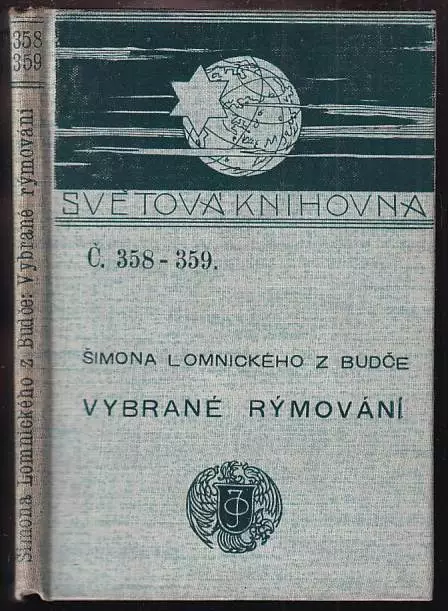 358
359
Šimona Lomnického z Budče: Vybrané rýmování
SVĚTOVÁ KNIHOVNA
Č. 358-359.
ŠIMONA LOMNICKÉHO Z BUDČE
VYBRANÉ RÝMOVÁNÍ